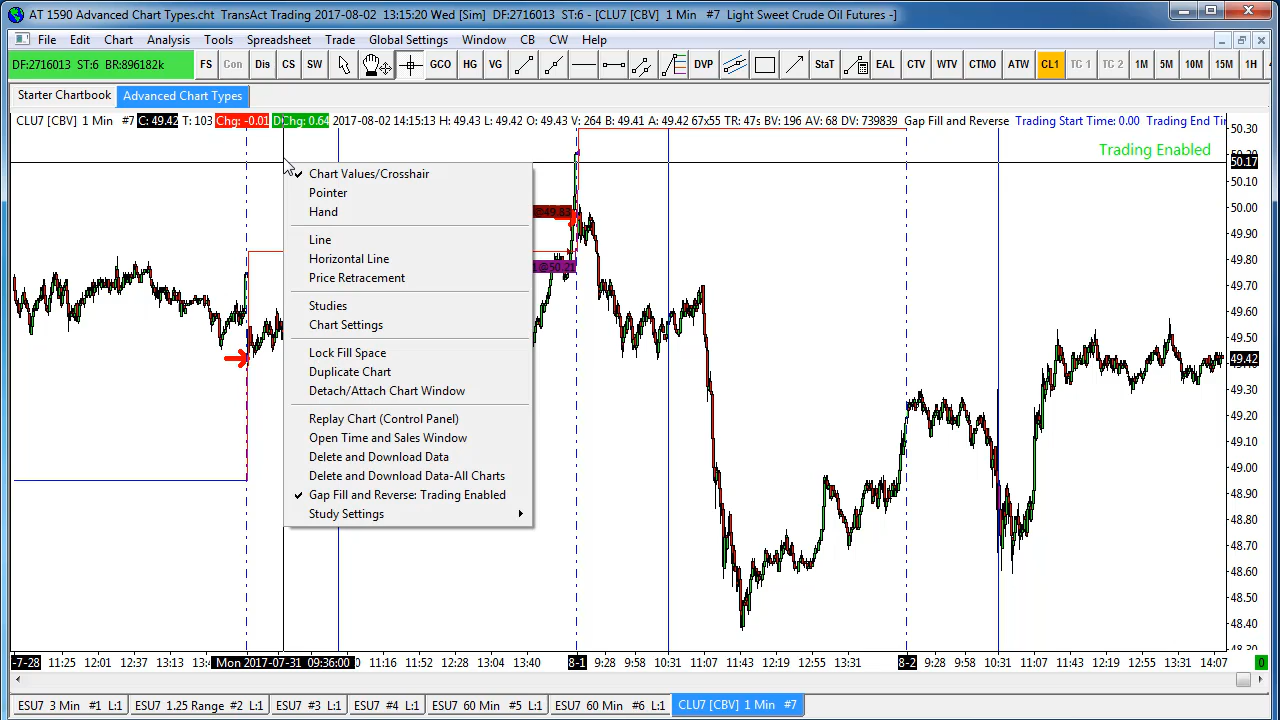 AT 1590 Advanced Chart Types.cht TransAct Trading 2017-08-02 13:15:20 Wed [Sim] DF:2716013 ST:6 - [CLU7 [CBV] 1 Min #7 Light Sweet Crude Oil Futures -]
File Edit Chart Analysis Tools Spreadsheet Trade Global Settings Window CB CW Help
DF:2716013 ST:6 BR:896182k FS Con Dis CS SW GCO HG VG DVP StaT EAL CTV WTV CTMO ATW CL1 TC 1 TC 2 1M 5M 10M 15M 1H
Starter Chartbook Advanced Chart Types
CLU7 [CBV] 1 Min #7 C: 49.42 T: 103 Chg: -0.01 DChg: 0.64 2017-08-02 14:15:13 H: 49.43 L: 49.42 O: 49.43 V: 264 B: 49.41 A: 49.42 67x55 TR: 47s BV: 196 AV: 68 DV: 739839 Gap Fill and Reverse Trading Start Time: 0.00 Trading End Tir
50.30
Trading Enabled
50.17
Chart Values/Crosshair
50.10
Pointer
Hand
@49.83
50.00
49.90
Line
Horizontal Line
49.80
@50.21
Price Retracement
49.70
Studies
49.60
Chart Settings
49.50
Lock Fill Space
49.42
Duplicate Chart
Detach/Attach Chart Window
49.30
49.20
Replay Chart (Control Panel)
Open Time and Sales Window
49.10
Delete and Download Data
49.00
Delete and Download Data-All Charts
48.90
Gap Fill and Reverse: Trading Enabled
Study Settings
48.80
48.70
48.60
48.50
48.40
48.30
-7-28 11:25 12:01 12:37 13:13 Mon 2017-07-31 09:36:00 11:16 11:52 12:28 13:04 13:40 8-1 9:28 9:58 10:31 11:07 11:43 12:19 12:55 13:31 8-2 9:28 9:58 10:31 11:07 11:43 12:19 12:55 13:31 14:07 0
ESU7 3 Min #1 L:1 ESU7 1.25 Range #2 L:1 ESU7 #3 L:1 ESU7 #4 L:1 ESU7 60 Min #5 L:1 ESU7 60 Min #6 L:1 CLU7 [CBV] 1 Min #7